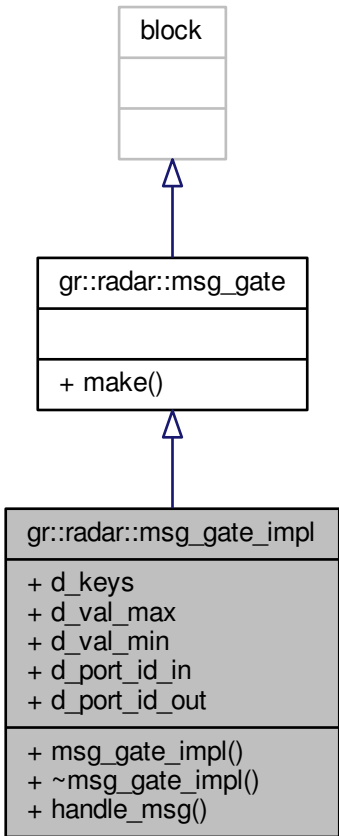 block
gr::radar::msg_gate
+ make()
gr::radar::msg_gate_impl
+ d_keys
+ d_val_max
+ d_val_min
+ d_port_id_in
+ d_port_id_out
+ msg_gate_impl()
+ ~msg_gate_impl()
+ handle_msg()